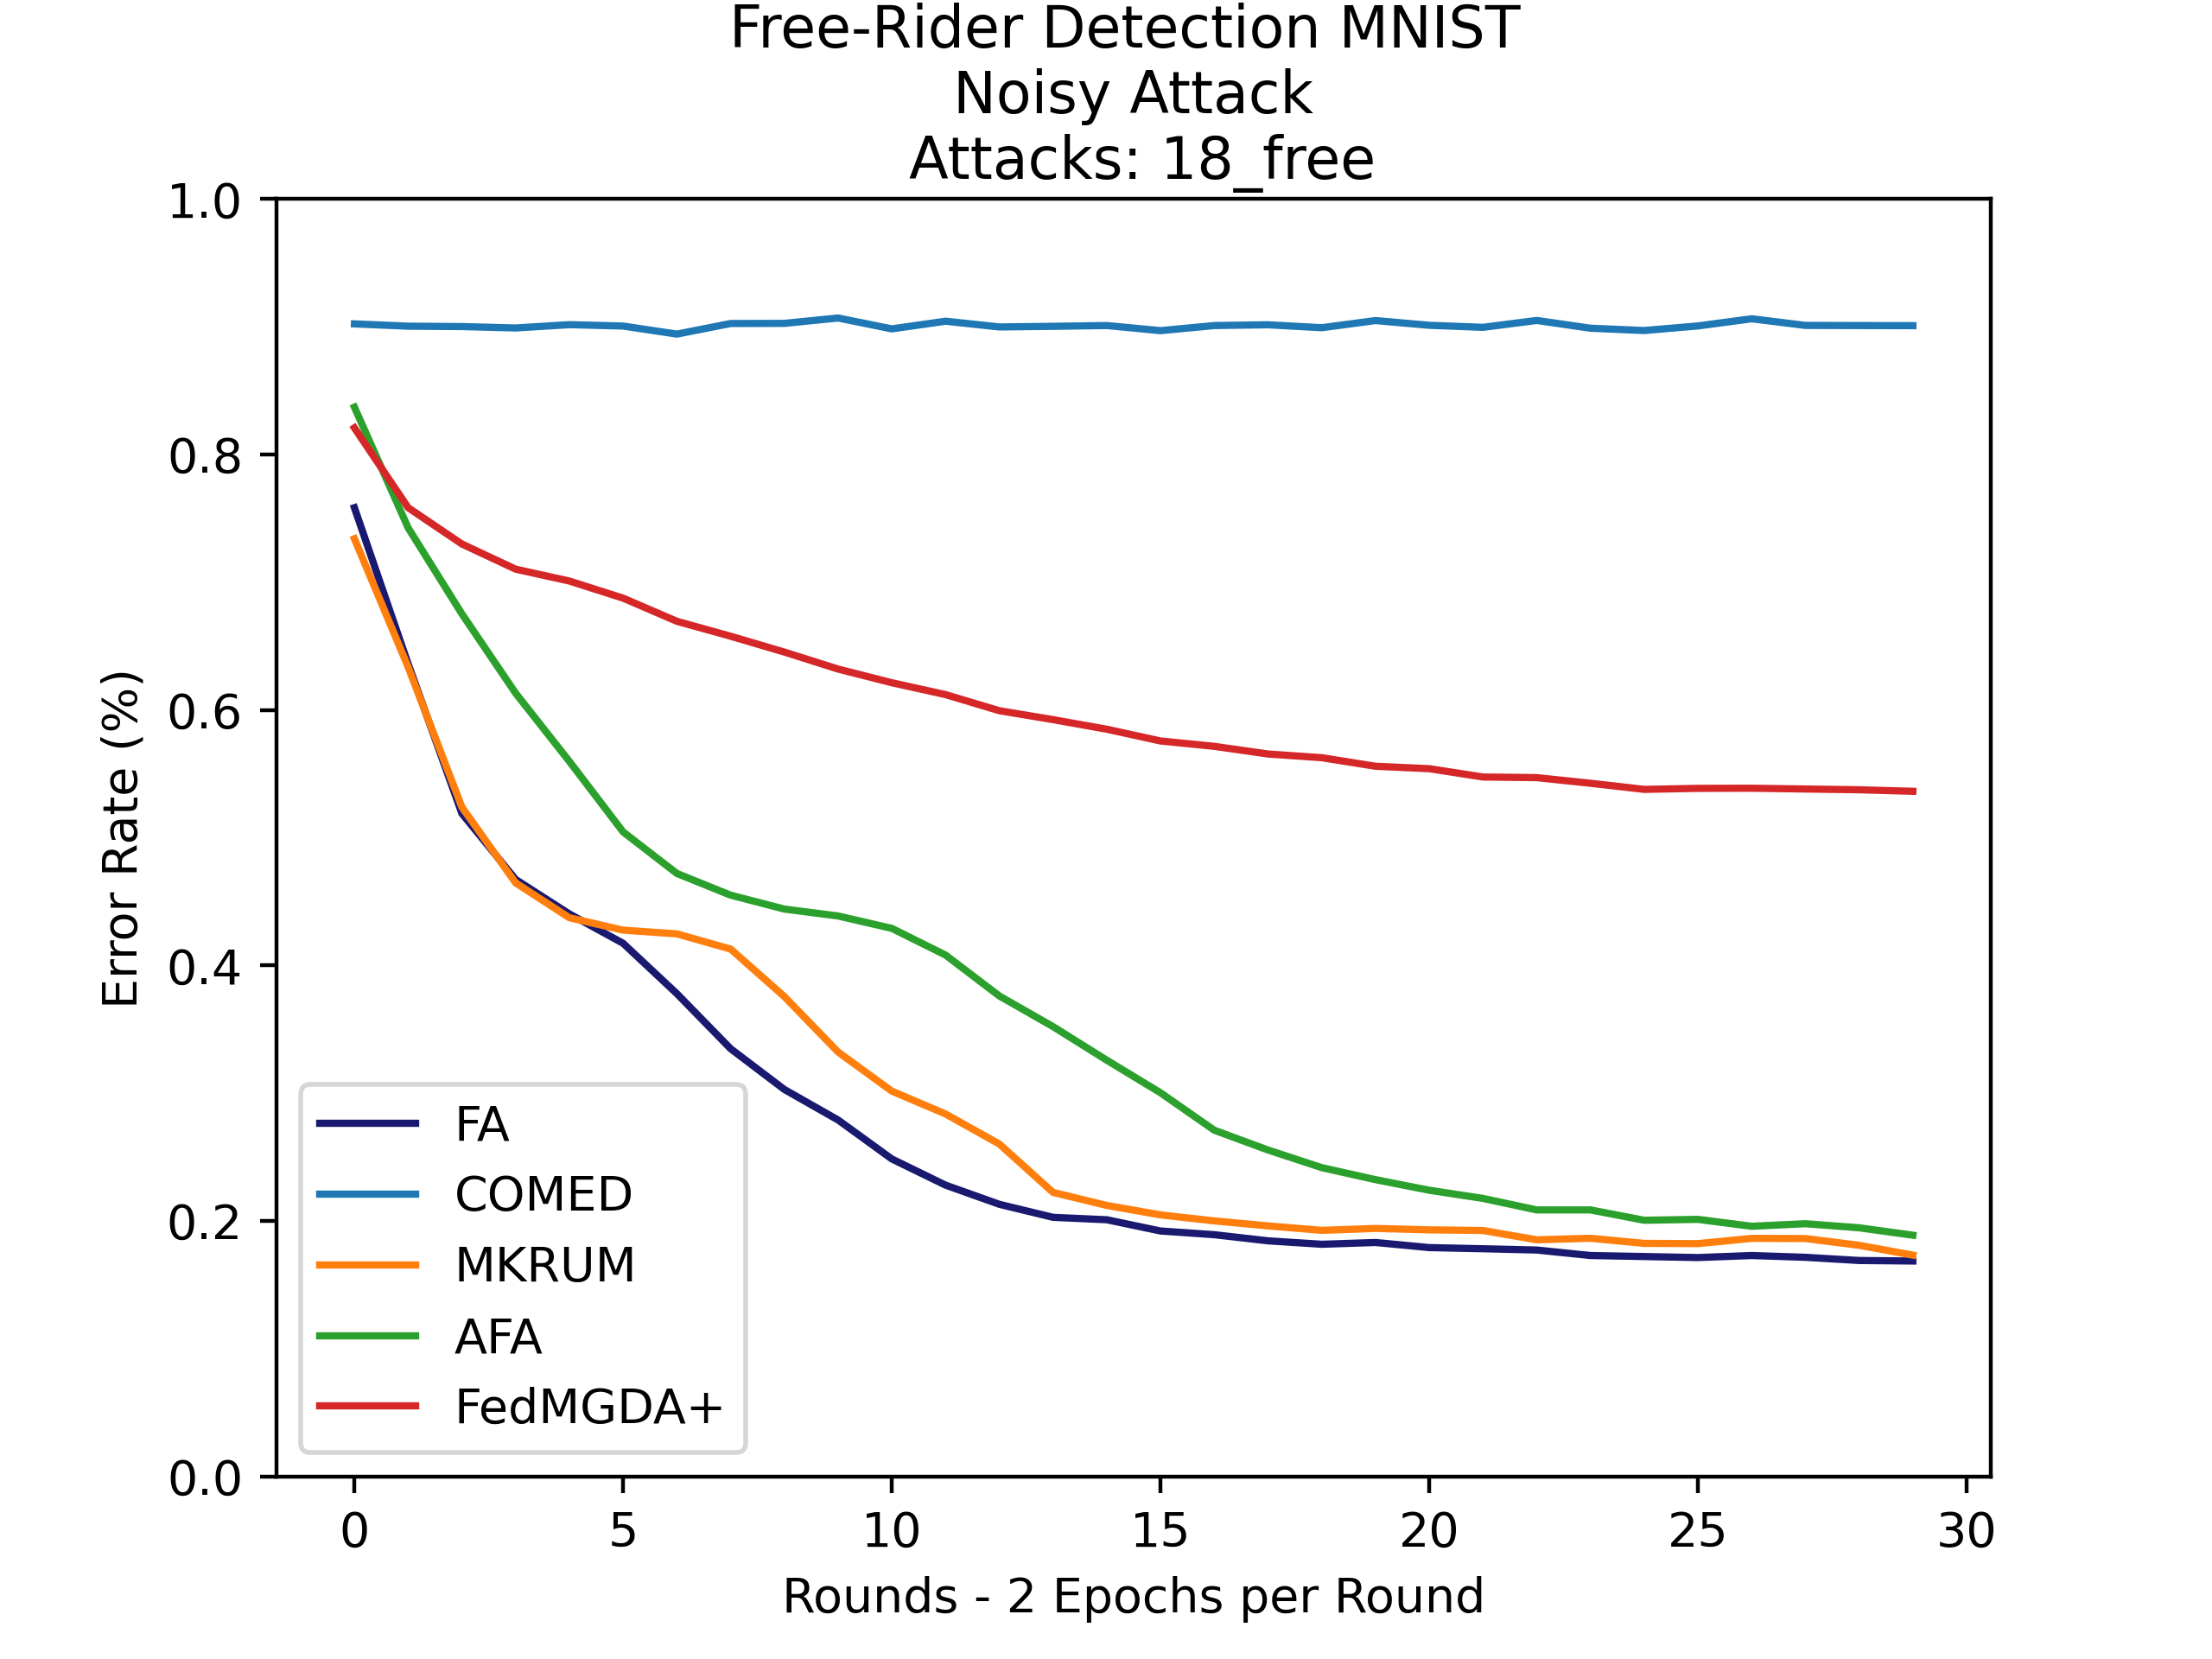 Free-Rider Detection MNIST
Noisy Attack
Attacks: 18_free
1.0
0.8
0.6
0.4
0.2
0.0
Error Rate (%)
FA
COMED
MKRUM
AFA
FedMGDA+
0 5 10 15 20 25 30
Rounds - 2 Epochs per Round